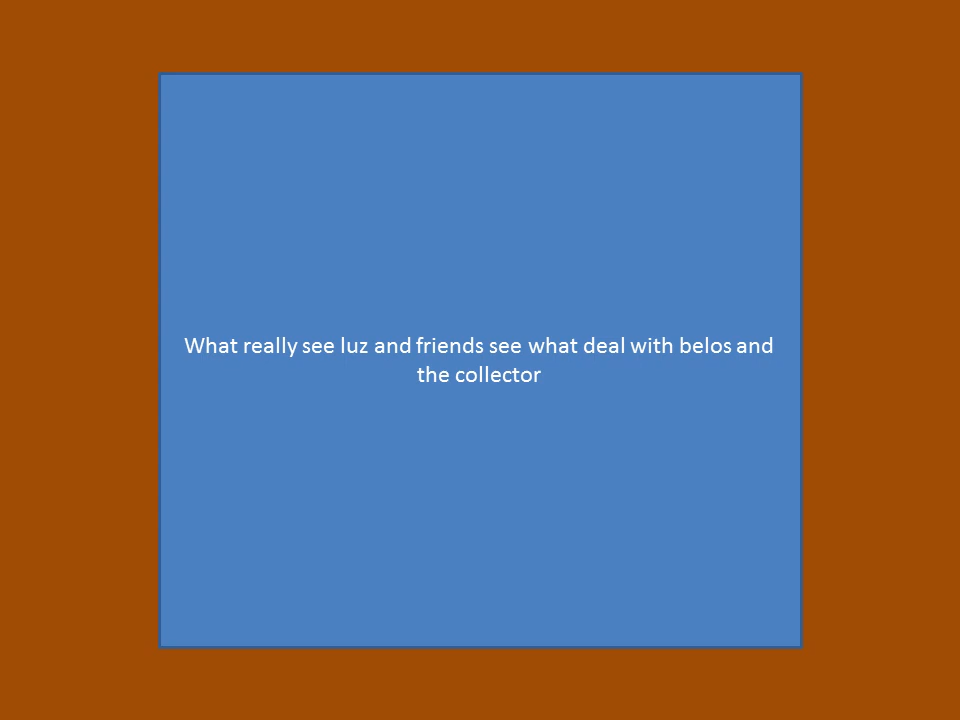 What really see luz and friends see what deal with belos and
the collector